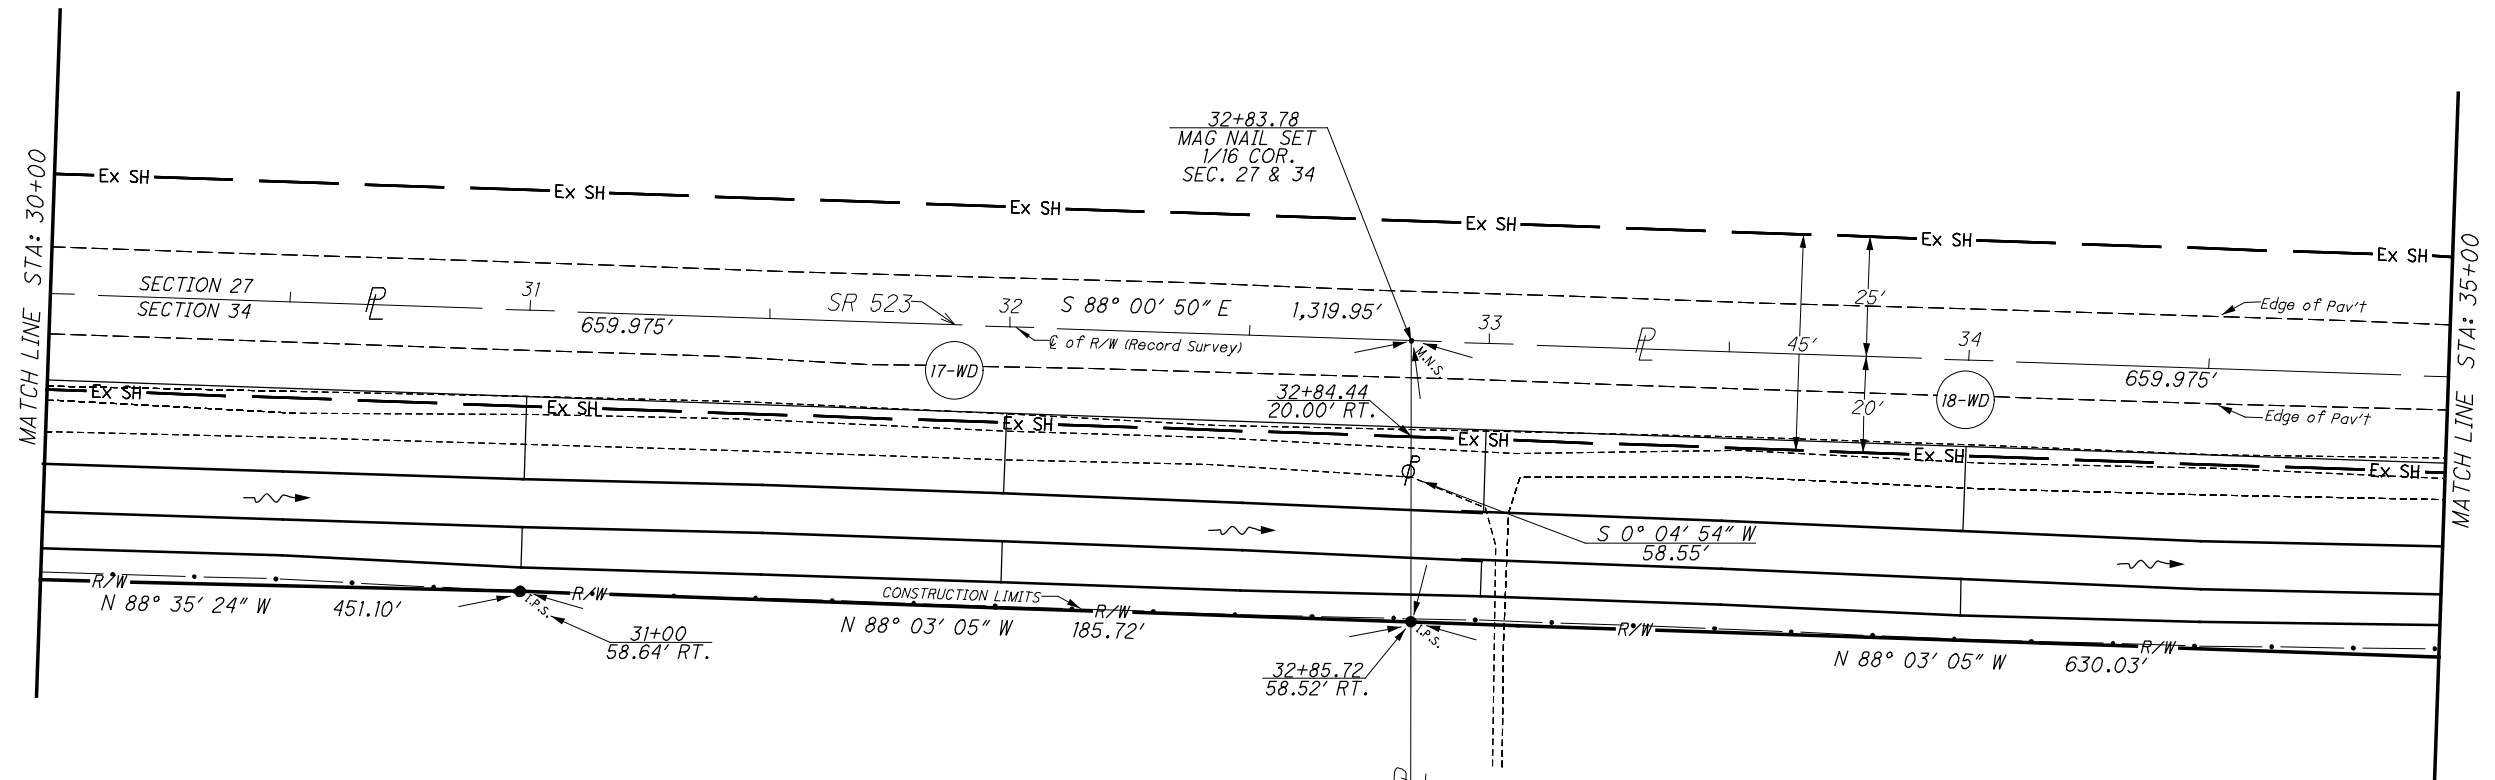 32+83.78
MAG NAIL SET
1/16 COR.
SEC. 27 & 34
MATCH LINE STA: 30+00
MATCH LINE STA: 35+00
Ex SH
Ex SH
Ex SH
Ex SH
Ex SH
Ex SH
SECTION 27
SECTION 34
PL
31
659.975'
SR 523
32
S 88° 00' 50" E 1,319.95'
℄ of R/W (Record Survey)
17-WD
33
M.N.S.
PL
45'
25'
20'
34
18-WD
659.975'
Edge of Pav't
Edge of Pav't
32+84.44
20.00' RT.
Ex SH
Ex SH
Ex SH
Ex SH
Ex SH
Ex SH
P
S 0° 04' 54" W
58.55'
R/W
N 88° 35' 24" W 451.10'
I.P.S.
R/W
31+00
58.64' RT.
CONSTRUCTION LIMITS
R/W
N 88° 03' 05" W 185.72'
I.P.S.
32+85.72
58.52' RT.
R/W
N 88° 03' 05" W 630.03'
R/W